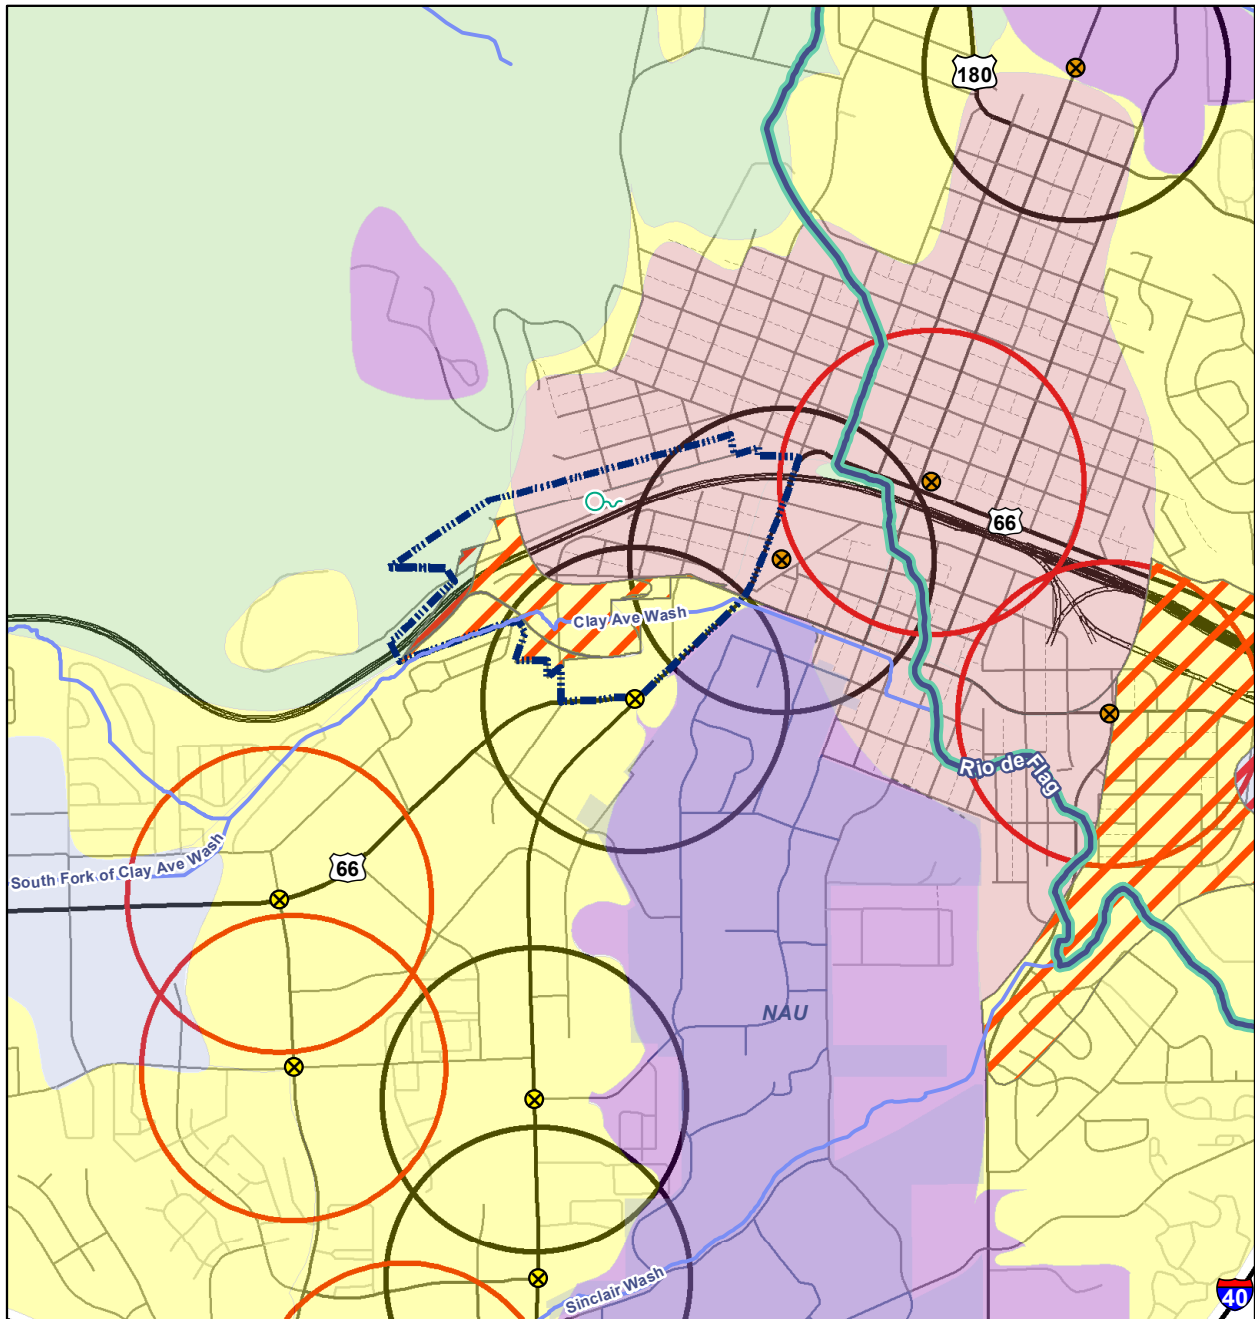 180
66
Clay Ave Wash
Rio de Flag
66
South Fork of Clay Ave Wash
NAU
Sinclair Wash
40